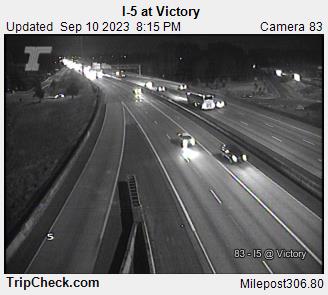 I-5 at Victory
Updated Sep 10 2023 8:15 PM Camera 83
T
S
83 - I5 @ Victory
TripCheck.com Milepost306.80